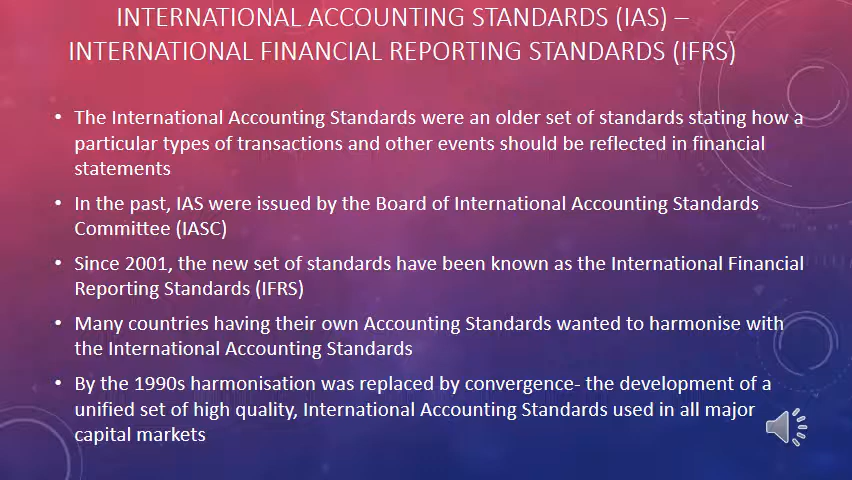 INTERNATIONAL ACCOUNTING STANDARDS (IAS) –
INTERNATIONAL FINANCIAL REPORTING STANDARDS (IFRS)
• The International Accounting Standards were an older set of standards stating how a
particular types of transactions and other events should be reflected in financial
statements
• In the past, IAS were issued by the Board of International Accounting Standards
Committee (IASC)
• Since 2001, the new set of standards have been known as the International Financial
Reporting Standards (IFRS)
• Many countries having their own Accounting Standards wanted to harmonise with
the International Accounting Standards
• By the 1990s harmonisation was replaced by convergence- the development of a
unified set of high quality, International Accounting Standards used in all major
capital markets